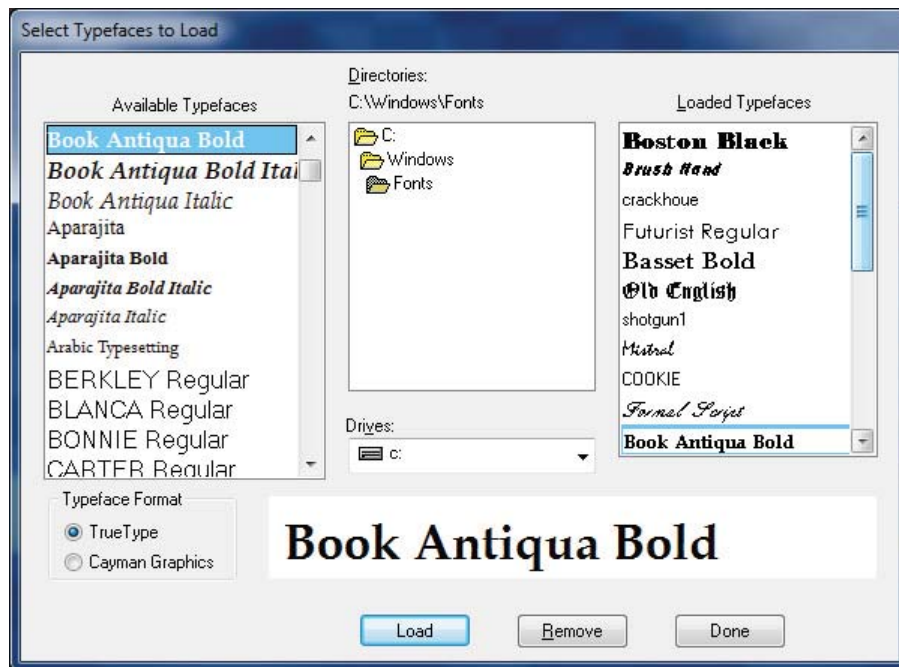 Select Typefaces to Load
Available Typefaces
Book Antiqua Bold
Book Antiqua Bold Ital
Book Antiqua Italic
Aparajita
Aparajita Bold
Aparajita Bold Italic
Aparajita Italic
Arabic Typesetting
BERKLEY Regular
BLANCA Regular
BONNIE Regular
CARTER Regular
Directories:
C:\Windows\Fonts
C:
Windows
Fonts
Drives:
c:
Loaded Typefaces
Boston Black
Brush Hand
crackhoue
Futurist Regular
Basset Bold
Old English
shotgun1
Mistral
COOKIE
Formal Script
Book Antiqua Bold
Typeface Format
TrueType
Cayman Graphics
Book Antiqua Bold
Load
Remove
Done